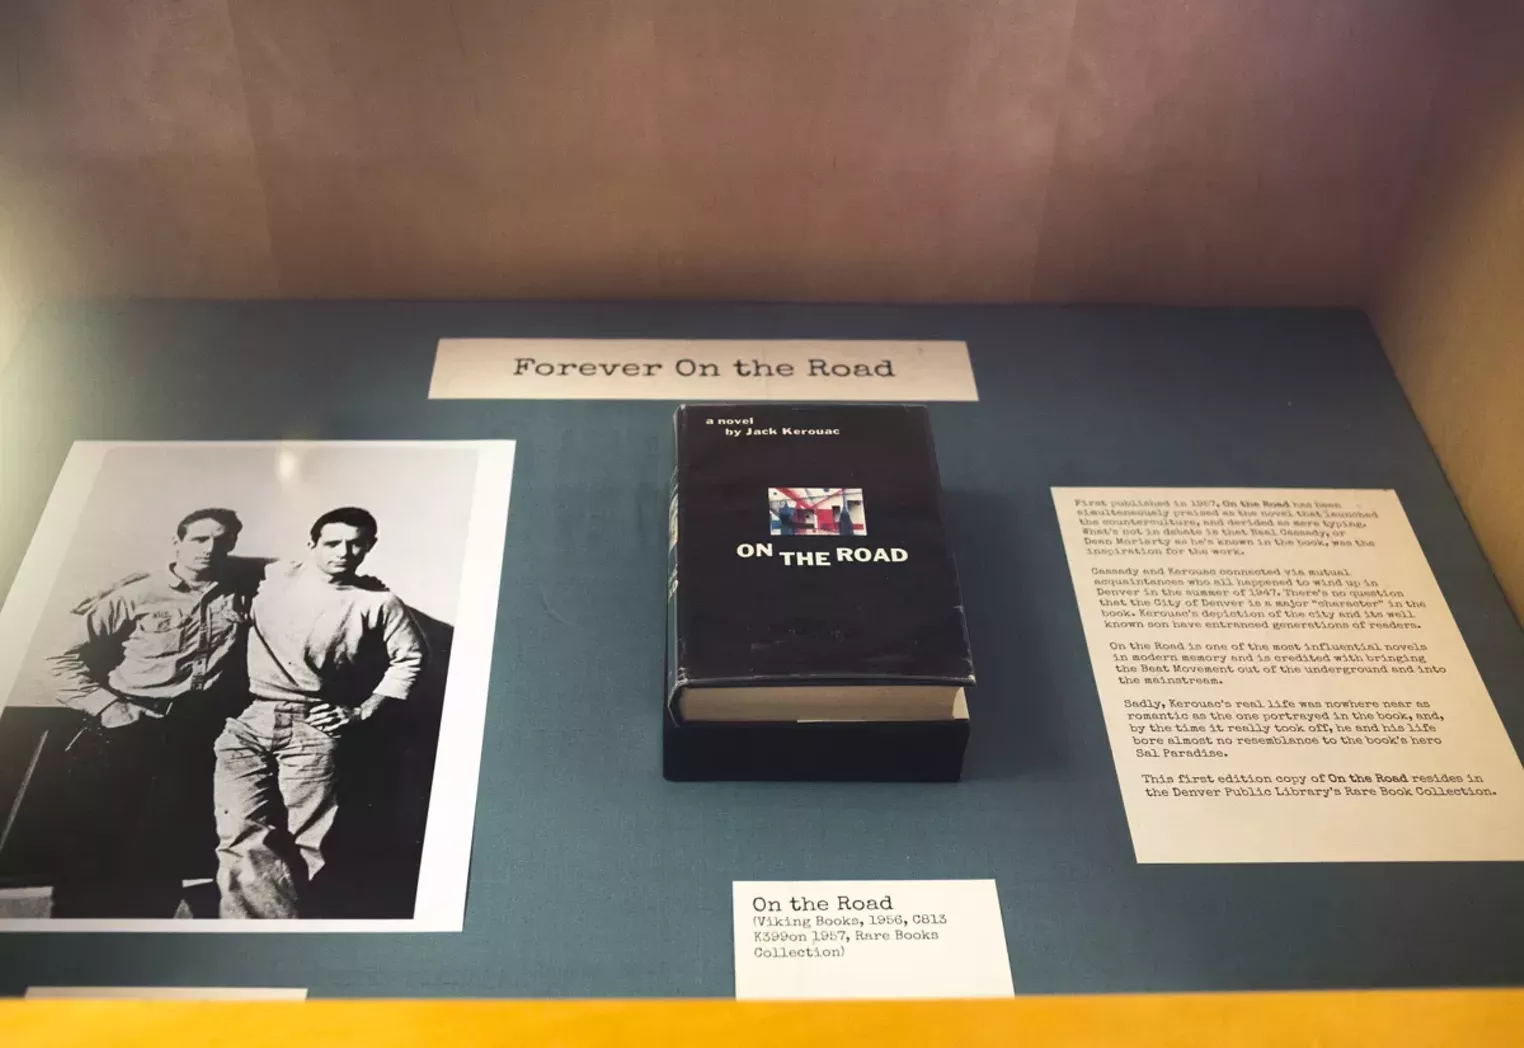 Forever On the Road
a novel
by Jack Kerouac
ON THE ROAD
First published in 1957, On the Road has been
simultaneously praised as the novel that launched
the counterculture, and derided as mere typing.
What's not in debate is that Neal Cassady, or
Dean Moriarty as he's known in the book, was the
inspiration for the work.
Cassady and Kerouac connected via mutual
acquaintances who all happened to wind up in
Denver in the summer of 1947. There's no question
that the City of Denver is a major "character" in the
book. Kerouac's depiction of the city and its well
known son have entranced generations of readers.
On the Road is one of the most influential novels
in modern memory and is credited with bringing
the Beat Movement out of the underground and into
the mainstream.
Sadly, Kerouac's real life was nowhere near as
romantic as the one portrayed in the book, and,
by the time it really took off, he and his life
bore almost no resemblance to the book's hero
Sal Paradise.
This first edition copy of On the Road resides in
the Denver Public Library's Rare Book Collection.
On the Road
(Viking Books, 1956, C813
K399on 1957, Rare Books
Collection)